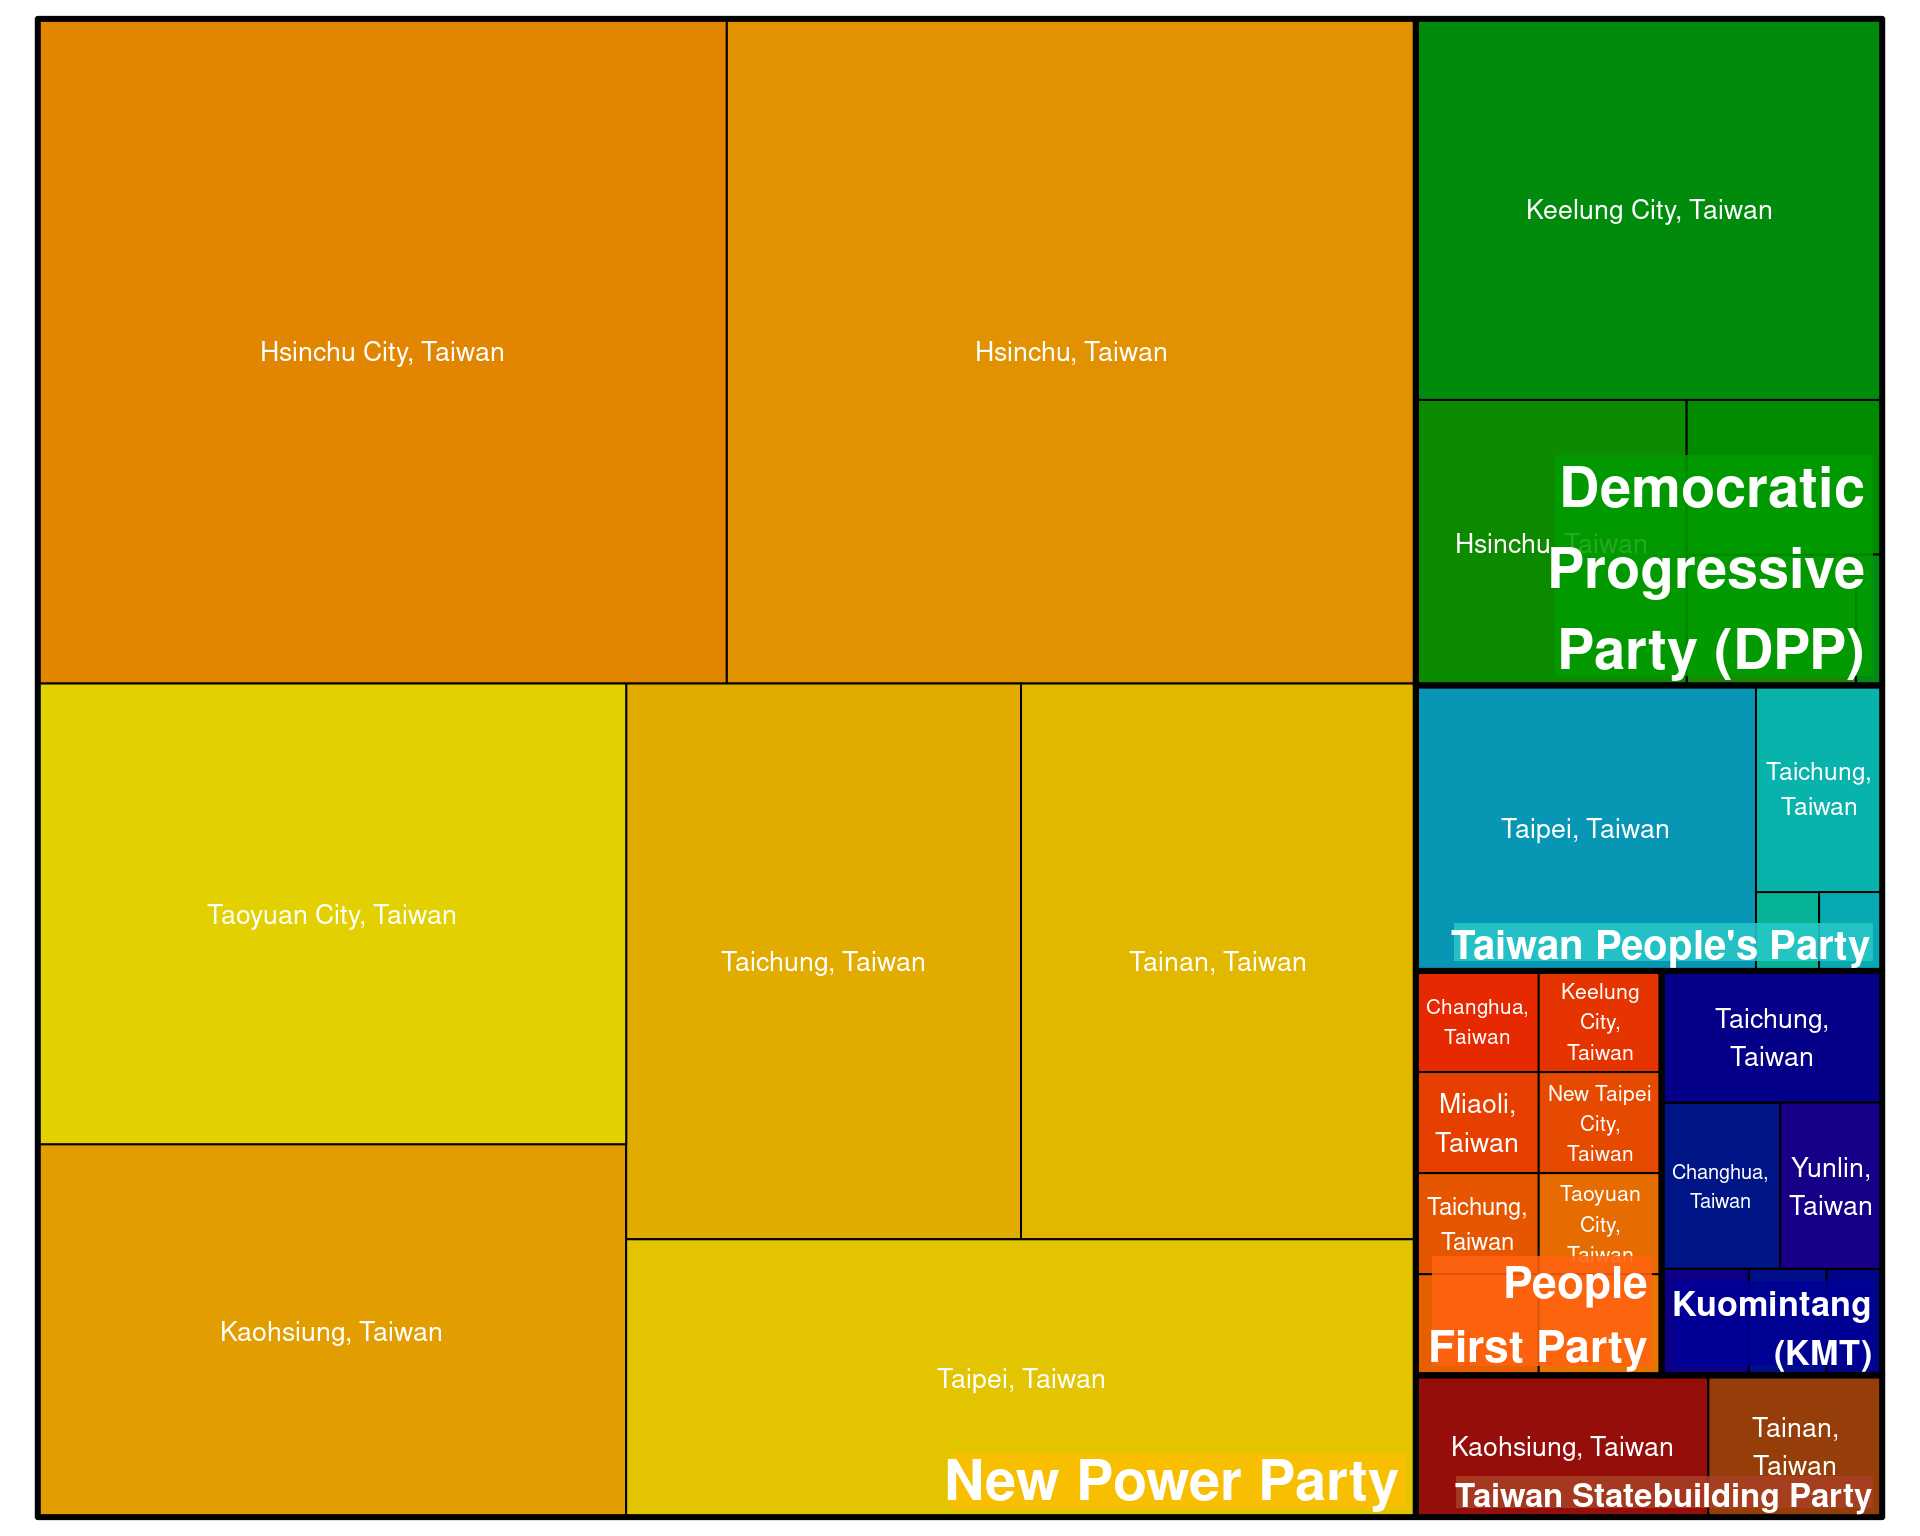 Hsinchu City, Taiwan
Hsinchu, Taiwan
Taoyuan City, Taiwan
Taichung, Taiwan
Tainan, Taiwan
Kaohsiung, Taiwan
Taipei, Taiwan
New Power Party
Keelung City, Taiwan
Hsinchu, Taiwan
Democratic
Progressive
Party (DPP)
Taipei, Taiwan
Taichung,
Taiwan
Taiwan People's Party
Changhua,
Taiwan
Keelung
City,
Taiwan
Miaoli,
Taiwan
New Taipei
City,
Taiwan
Taichung,
Taiwan
Taoyuan
City,
Taiwan
People
First Party
Taichung,
Taiwan
Changhua,
Taiwan
Yunlin,
Taiwan
Kuomintang
(KMT)
Kaohsiung, Taiwan
Tainan,
Taiwan
Taiwan Statebuilding Party